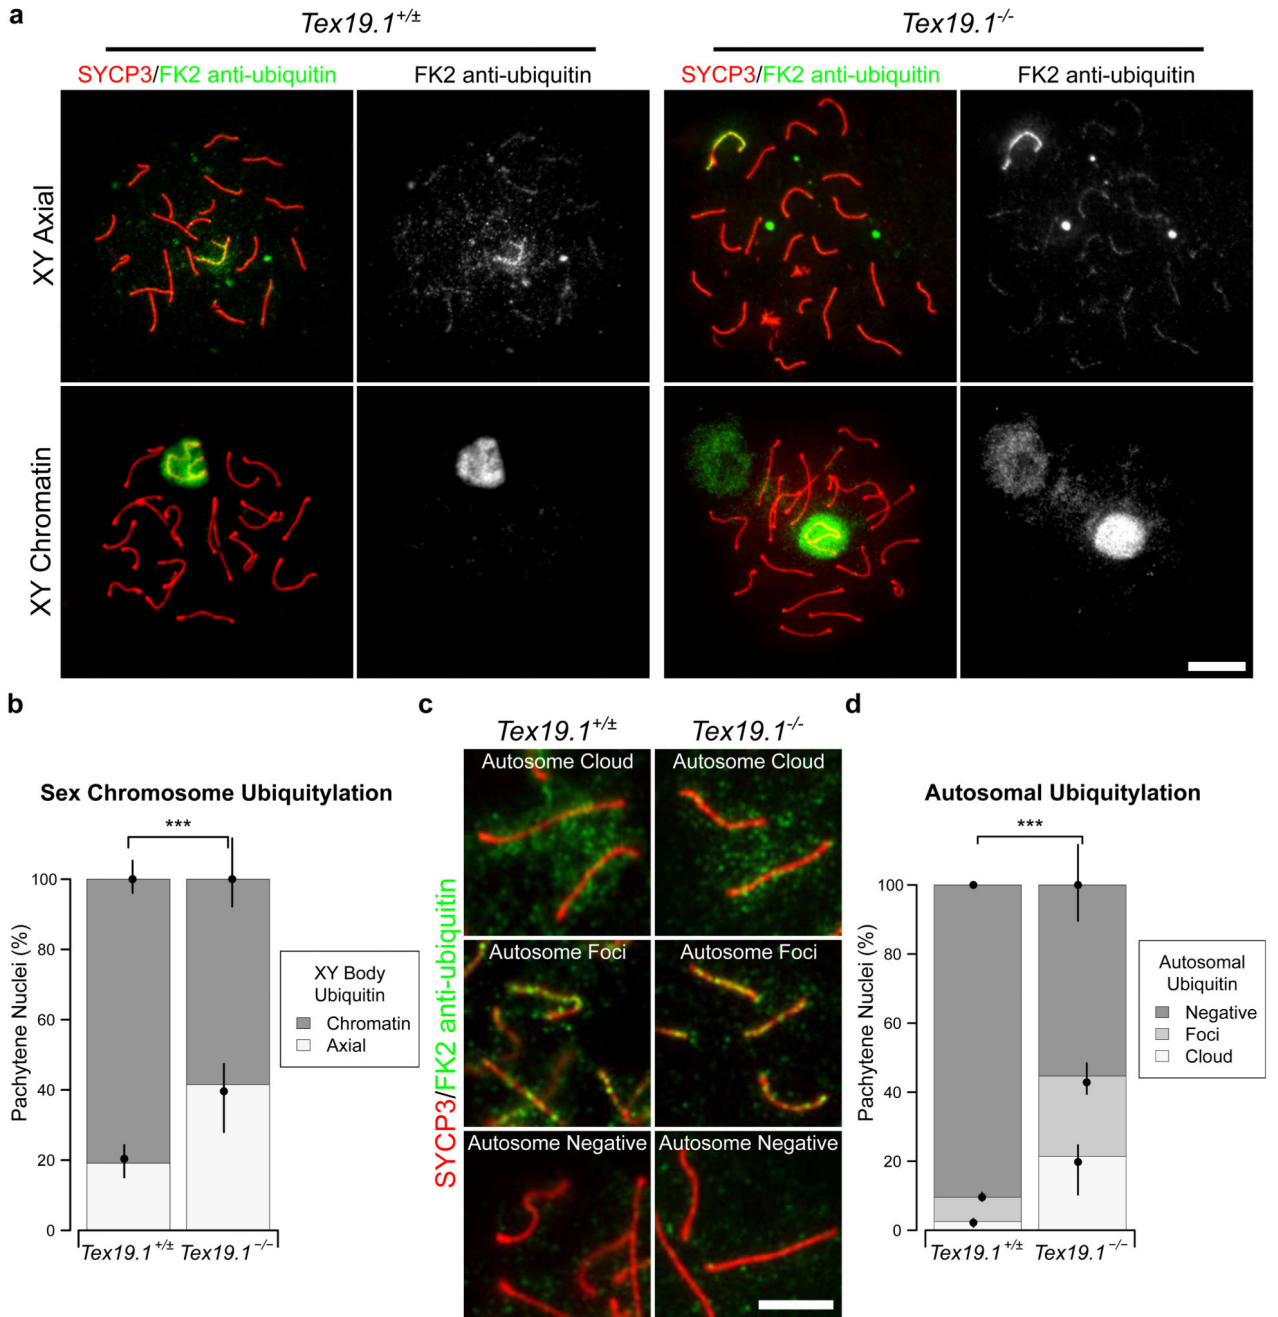 a
Tex19.1+/±
Tex19.1-/-
SYCP3/FK2 anti-ubiquitin
FK2 anti-ubiquitin
SYCP3/FK2 anti-ubiquitin
FK2 anti-ubiquitin
XY Axial
XY Chromatin
b
Sex Chromosome Ubiquitylation
***
Pachytene Nuclei (%)
100
80
60
40
20
0
XY Body
Ubiquitin
Chromatin
Axial
Tex19.1+/±
Tex19.1−/−
c
Tex19.1+/±
Tex19.1-/-
SYCP3/FK2 anti-ubiquitin
Autosome Cloud
Autosome Cloud
Autosome Foci
Autosome Foci
Autosome Negative
Autosome Negative
d
Autosomal Ubiquitylation
***
Pachytene Nuclei (%)
100
80
60
40
20
0
Autosomal
Ubiquitin
Negative
Foci
Cloud
Tex19.1+/±
Tex19.1−/−